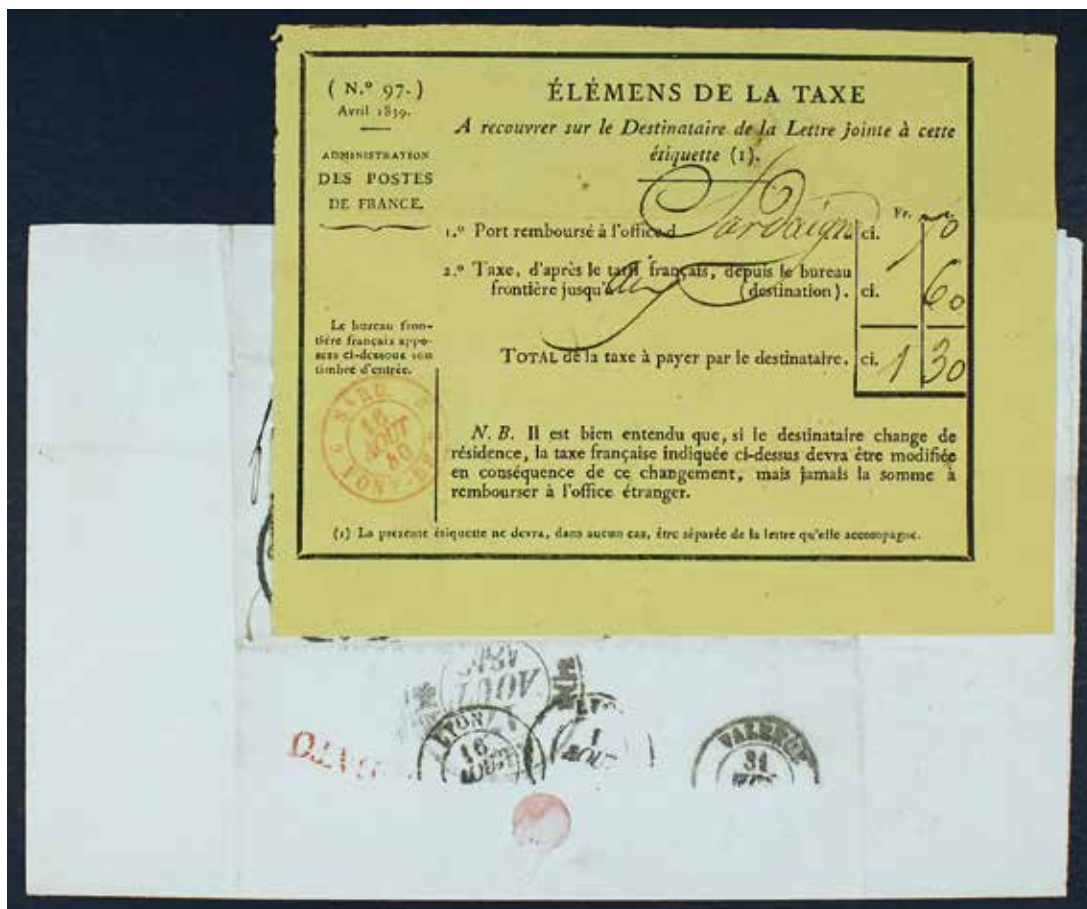 ( N.° 97. )
Avril 1839.
ADMINISTRATION
DES POSTES
DE FRANCE.
Le bureau fron-
tière français appo-
sera ci-dessous son
timbre d'entrée.
16
AOUT
ÉLÉMENS DE LA TAXE
A recouvrer sur le Destinataire de la Lettre jointe à cette
étiquette (1).
Fr.
1.° Port remboursé à l'office d Sardaigne ci. 70
2.° Taxe, d'après le tarif français, depuis le bureau
frontière jusqu'à (destination). ci. 60
TOTAL de la taxe à payer par le destinataire. ci. 1 30
N. B. Il est bien entendu que, si le destinataire change de
résidence, la taxe française indiquée ci-dessus devra être modifiée
en conséquence de ce changement, mais jamais la somme à
rembourser à l'office étranger.
(1) La présente étiquette ne devra, dans aucun cas, être séparée de la lettre qu'elle accompagne.
AOUT
LYON
16
AOUT
1
AOUT
VALENCE
31